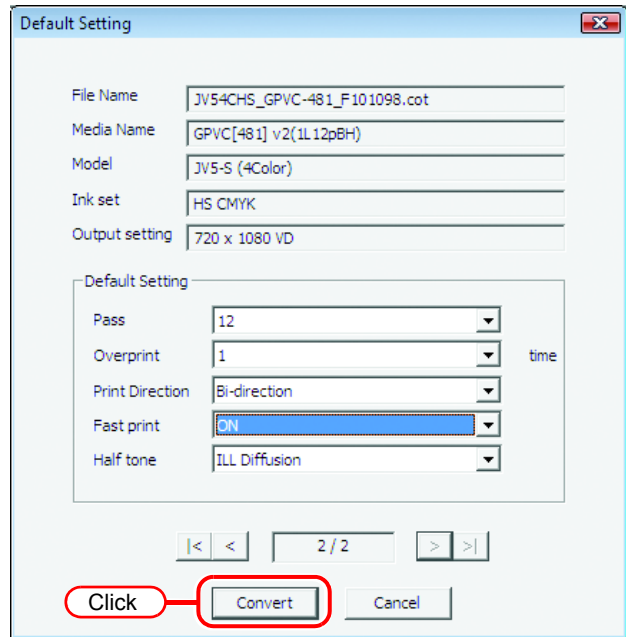 Default Setting
File Name JV54CHS_GPVC-481_F101098.cot
Media Name GPVC[481] v2(1L12pBH)
Model JV5-S (4Color)
Ink set HS CMYK
Output setting 720 x 1080 VD
Default Setting
Pass 12
Overprint 1 time
Print Direction Bi-direction
Fast print ON
Half tone ILL Diffusion
|< < 2 / 2 > >|
Click Convert Cancel